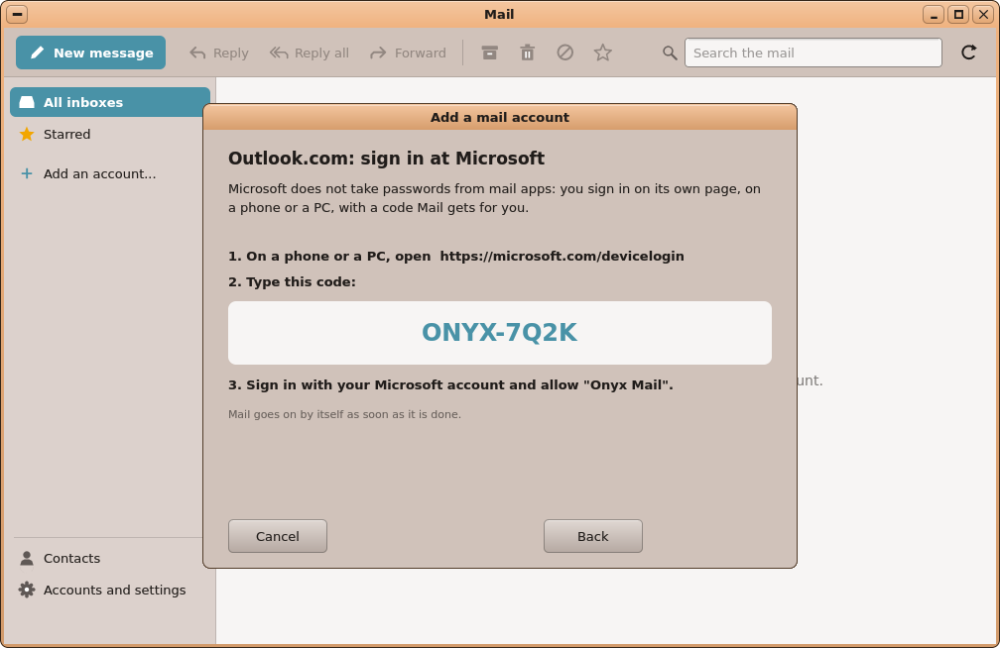 Mail
New message
Reply
Reply all
Forward
Search the mail
All inboxes
Starred
Add an account...
Contacts
Accounts and settings
Add a mail account
Outlook.com: sign in at Microsoft
Microsoft does not take passwords from mail apps: you sign in on its own page, on
a phone or a PC, with a code Mail gets for you.
1. On a phone or a PC, open https://microsoft.com/devicelogin
2. Type this code:
ONYX-7Q2K
3. Sign in with your Microsoft account and allow "Onyx Mail".
Mail goes on by itself as soon as it is done.
Cancel
Back